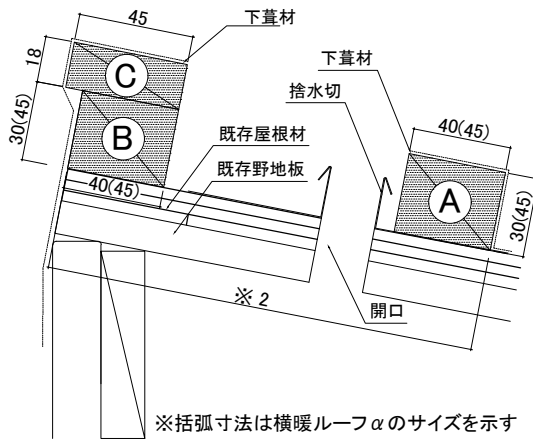 45
下葺材
18
C
下葺材
捨水切
30(45)
40(45)
B
既存屋根材
既存野地板
40(45)
A
30(45)
※2
開口
※括弧寸法は横暖ルーフαのサイズを示す